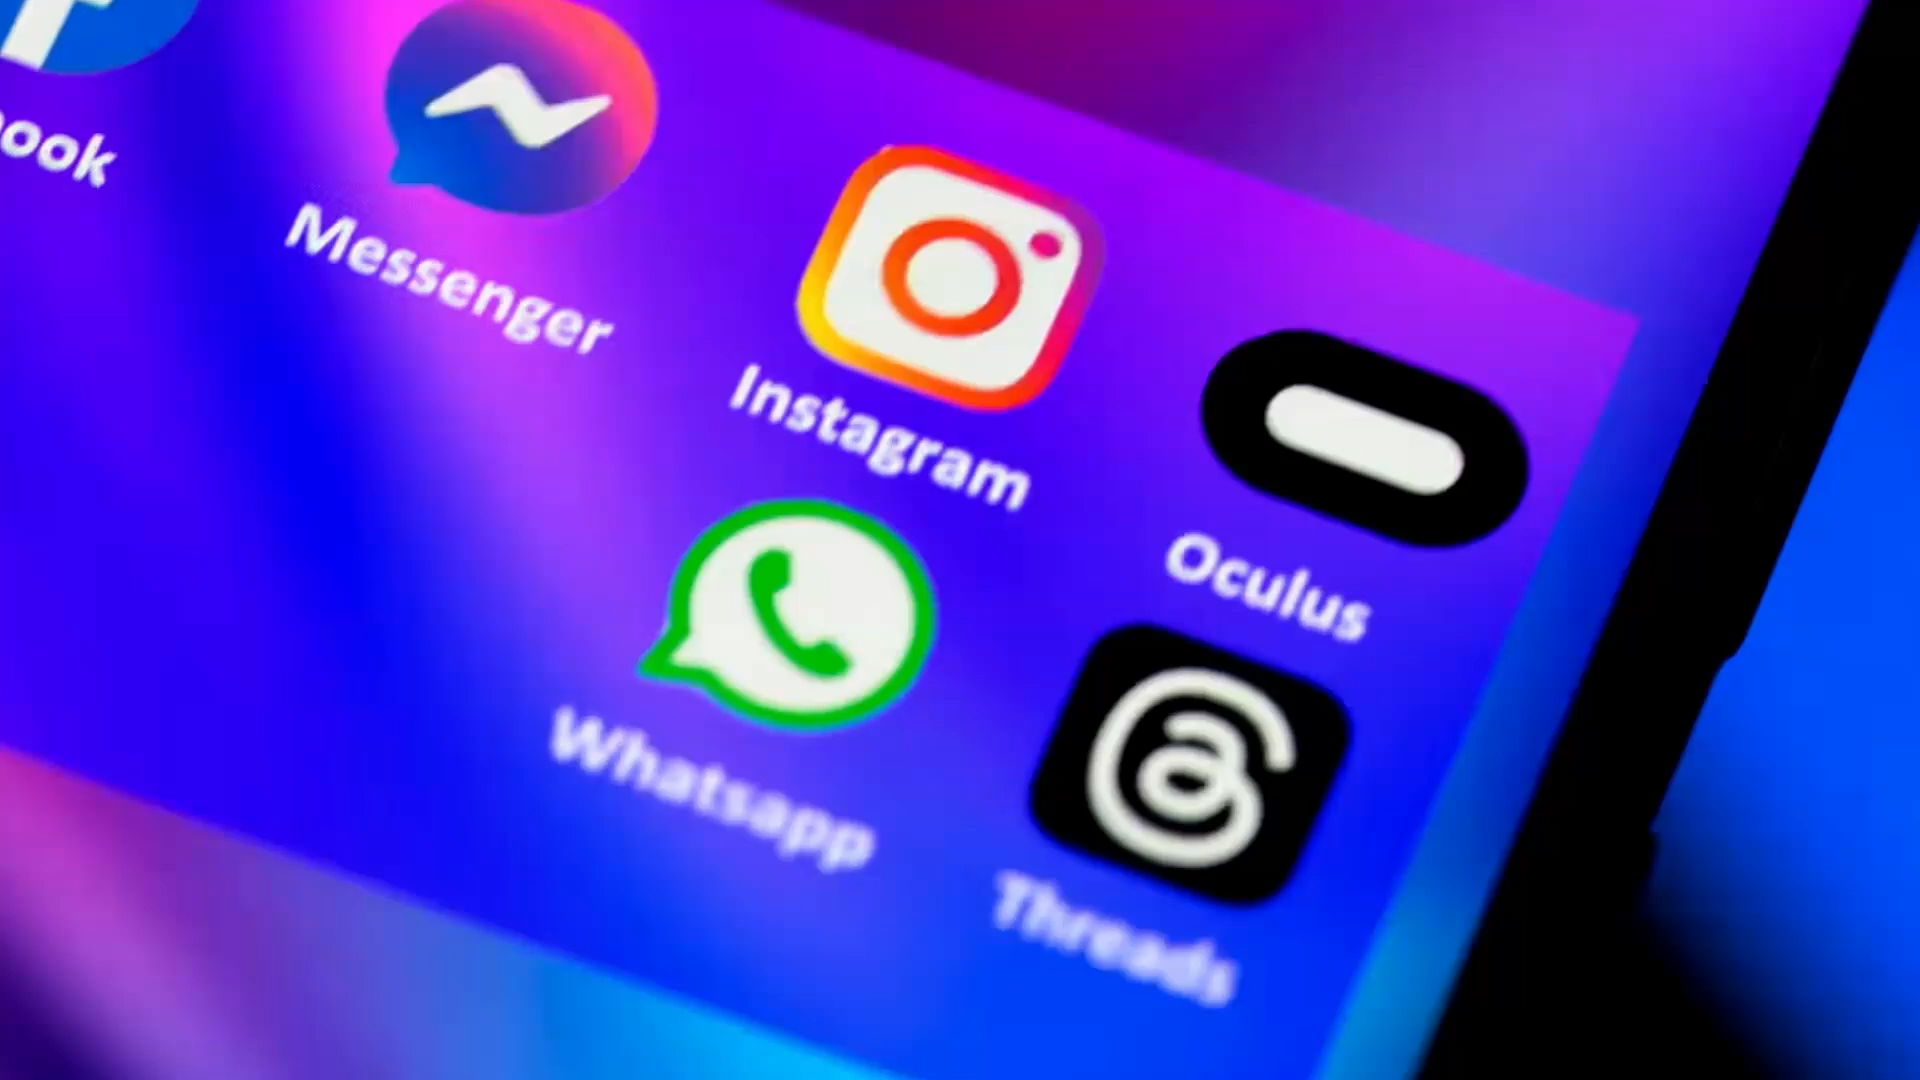 ook
Messenger
Instagram
Oculus
Whatsapp
Threads